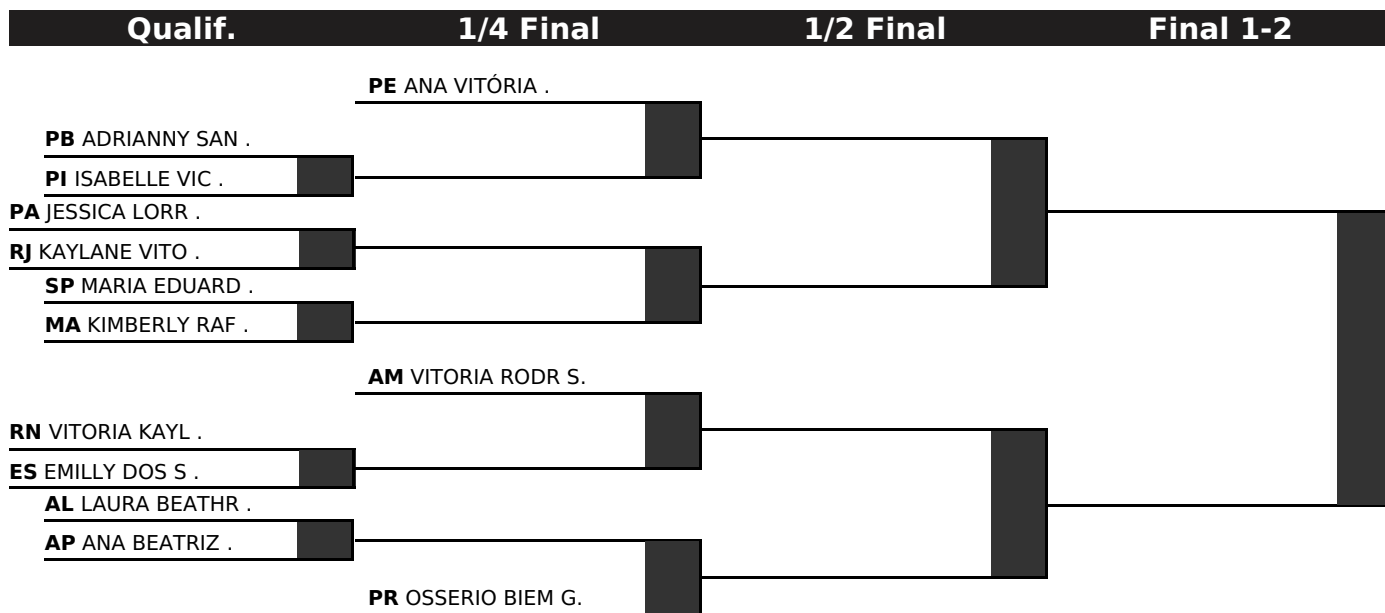 Qualif. 1/4 Final 1/2 Final Final 1-2
PE ANA VITÓRIA .
PB ADRIANNY SAN .
PI ISABELLE VIC .
PA JESSICA LORR .
RJ KAYLANE VITO .
SP MARIA EDUARD .
MA KIMBERLY RAF .
AM VITORIA RODR S.
RN VITORIA KAYL .
ES EMILLY DOS S .
AL LAURA BEATHR .
AP ANA BEATRIZ .
PR OSSERIO BIEM G.